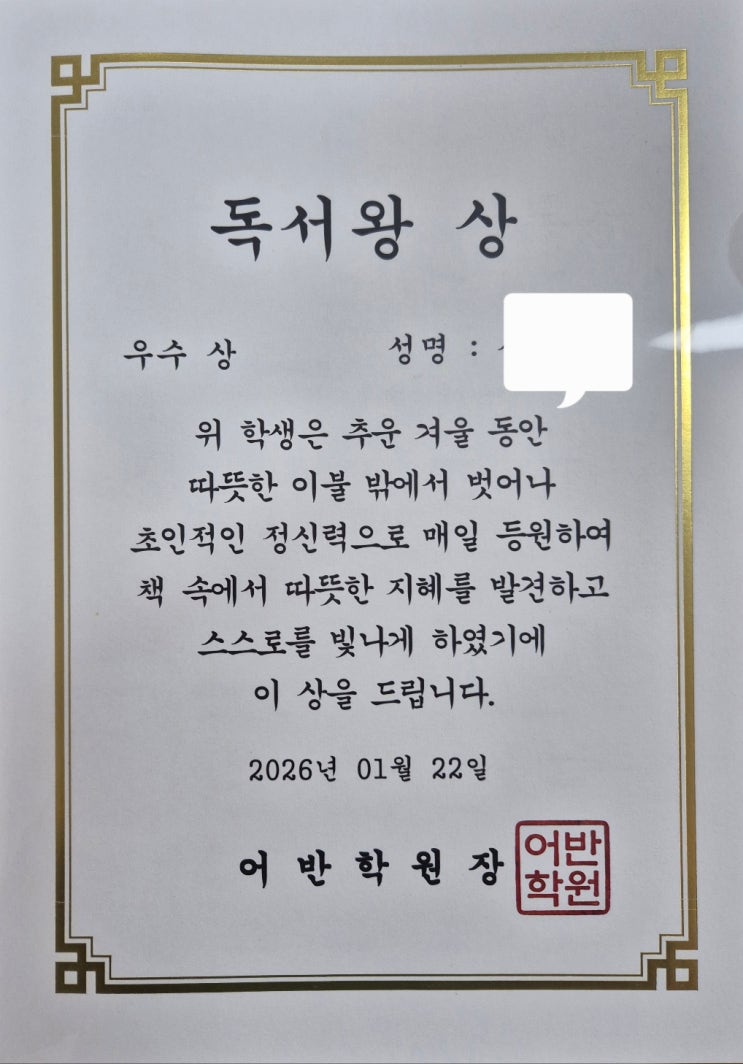 독서왕 상
우수 상 성명 :
위 학생은 추운 겨울 동안
따뜻한 이불 밖에서 벗어나
초인적인 정신력으로 매일 등원하여
책 속에서 따뜻한 지혜를 발견하고
스스로를 빛나게 하였기에
이 상을 드립니다.
2026년 01월 22일
어 반 학 원 장
어반
학원